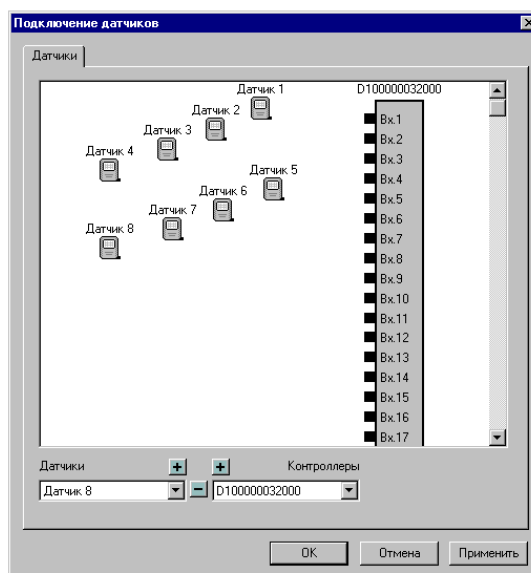 Подключение датчиков
Датчики
Датчик 1
D100000032000
Датчик 2
Датчик 3
Датчик 4
Датчик 5
Датчик 6
Датчик 7
Датчик 8
Вх.1
Вх.2
Вх.3
Вх.4
Вх.5
Вх.6
Вх.7
Вх.8
Вх.9
Вх.10
Вх.11
Вх.12
Вх.13
Вх.14
Вх.15
Вх.16
Вх.17
Датчики
Контроллеры
Датчик 8
D100000032000
OK
Отмена
Применить